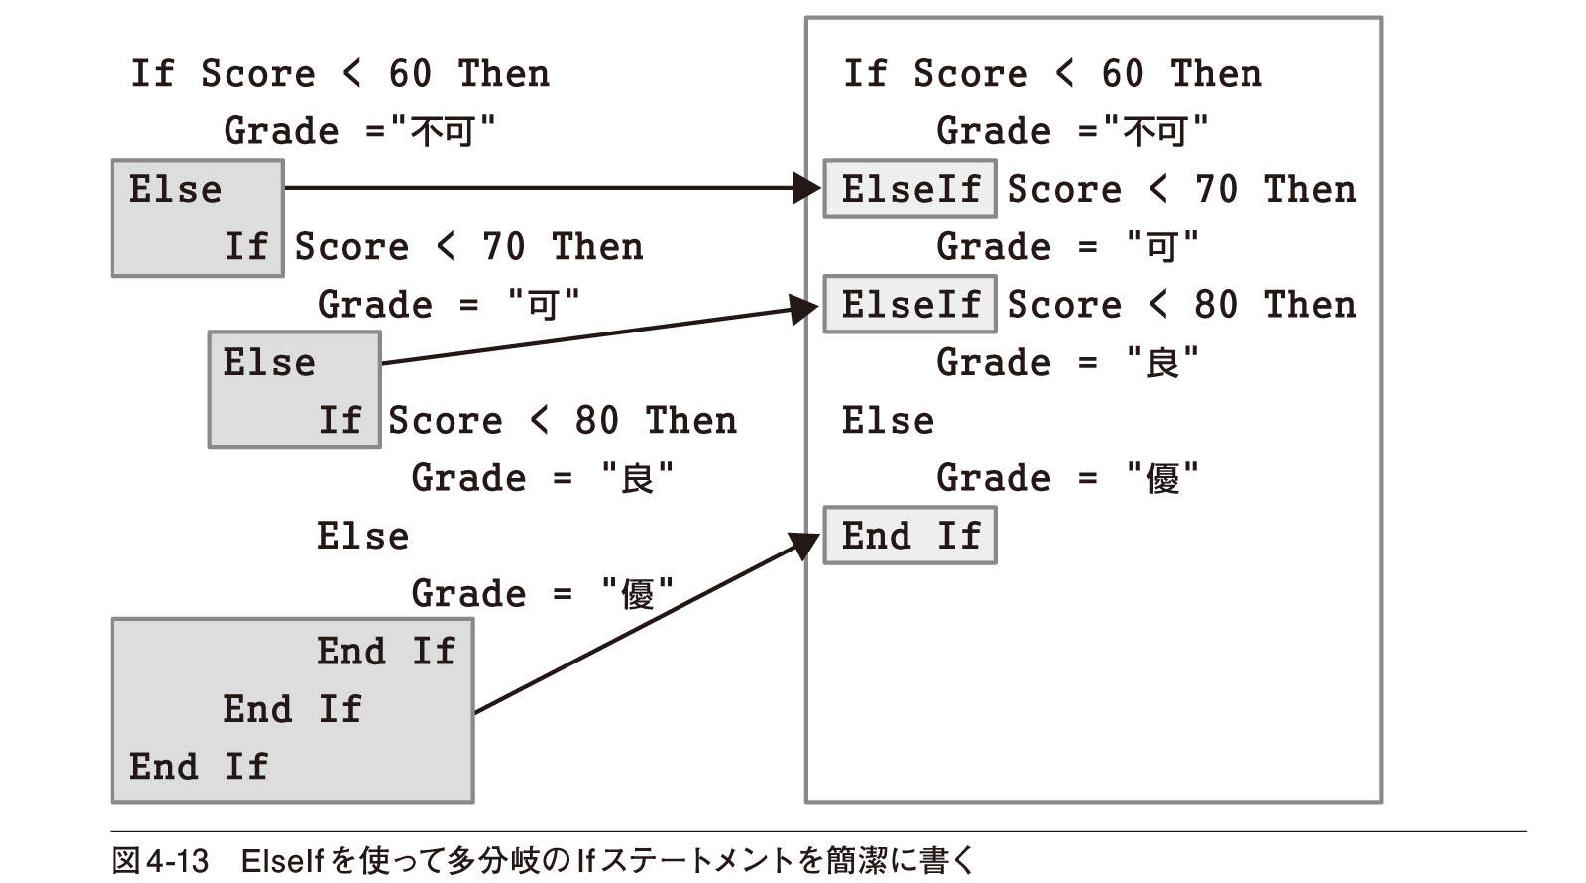 If Score < 60 Then
Grade ="不可"
Else
If Score < 70 Then
Grade = "可"
Else
If Score < 80 Then
Grade = "良"
Else
Grade = "優"
End If
End If
End If
If Score < 60 Then
Grade ="不可"
ElseIf Score < 70 Then
Grade = "可"
ElseIf Score < 80 Then
Grade = "良"
Else
Grade = "優"
End If
図4-13 ElseIfを使って多分岐のIfステートメントを簡潔に書く